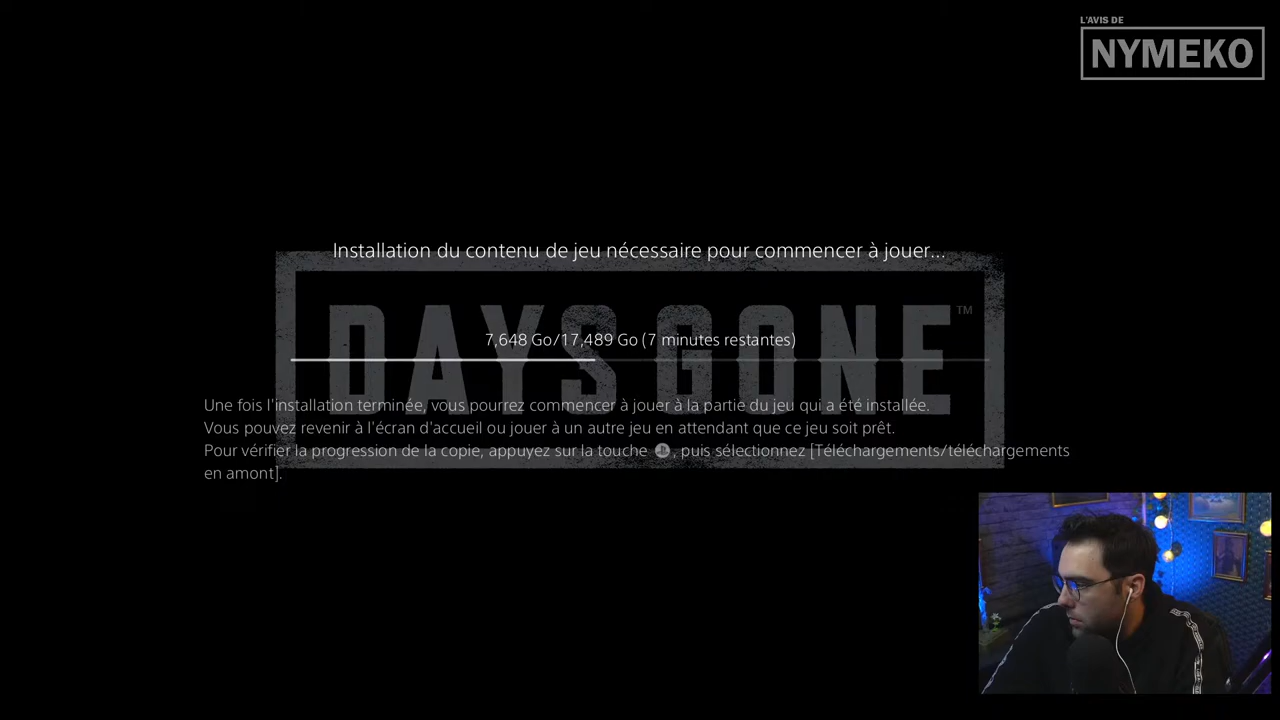 L'AVIS DE
NYMEKO
Installation du contenu de jeu nécessaire pour commencer à jouer...
DAYS GONE™
7,648 Go/17,489 Go (7 minutes restantes)
Une fois l'installation terminée, vous pourrez commencer à jouer à la partie du jeu qui a été installée.
Vous pouvez revenir à l'écran d'accueil ou jouer à un autre jeu en attendant que ce jeu soit prêt.
Pour vérifier la progression de la copie, appuyez sur la touche , puis sélectionnez [Téléchargements/téléchargements
en amont].